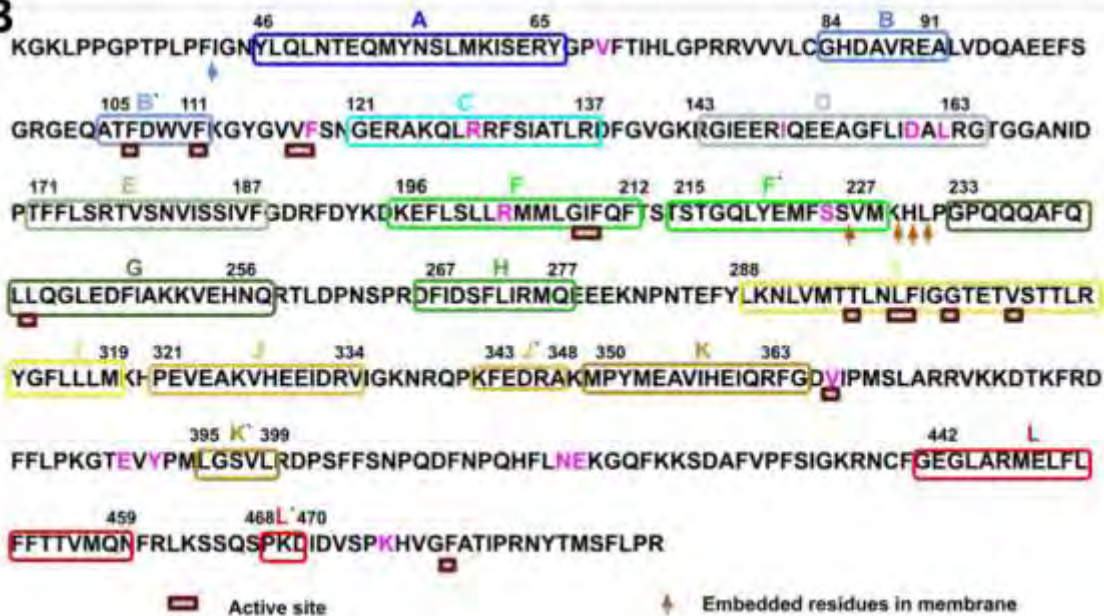 B
46 A 65 84 B 91
KGKLPPGPTPLPFIGNYLQLNTEQMYNSLMKISERYGPVFTIHLGPRRVVVLCGHDAVREALVDQAEEFS
105 B` 111 121 C 137 143 D 163
GRGEQATFDWVFKGYGVVFSNGERAKQLRRFSIATLRDFGVGKRGIEERIQEEAGFLIDALRGTGGANID
171 E 187 196 F 212 215 F` 227 233
PTFFLSRTVSNVISSIVFGDRFDYKDKEFLSLLRMMLGIFQFTSTSTGQLYEMFSSVMKHLPGPQQQAFQ
G 256 267 H 277 288 I
LLQGLEDFIAKKVEHNQRTLDPNSPRDFIDSFLIRMQEEEKNPNTEFYLKNLVMTTLNLFIGGTETVSTTLR
I 319 321 J 334 343 J` 348 350 K 363
YGFLLLMKHPEVEAKVHEEIDRVIGKNRQPKFEDRAKMPYMEAVIHEIQRFGDVIPMSLARRVKKDTKFRD
395 K` 399 442 L
FFLPKGTEVYPMLGSVLRDPSFFSNPQDFNPQHFLNEKGQFKKSDAFVPFSIGKRNCFGEGLARMELFL
459 468 L` 470
FFTTVMQNFRLKSSQSPKDIDVSPKHVGFATIPRNYTMSFLPR
Active site Embedded residues in membrane